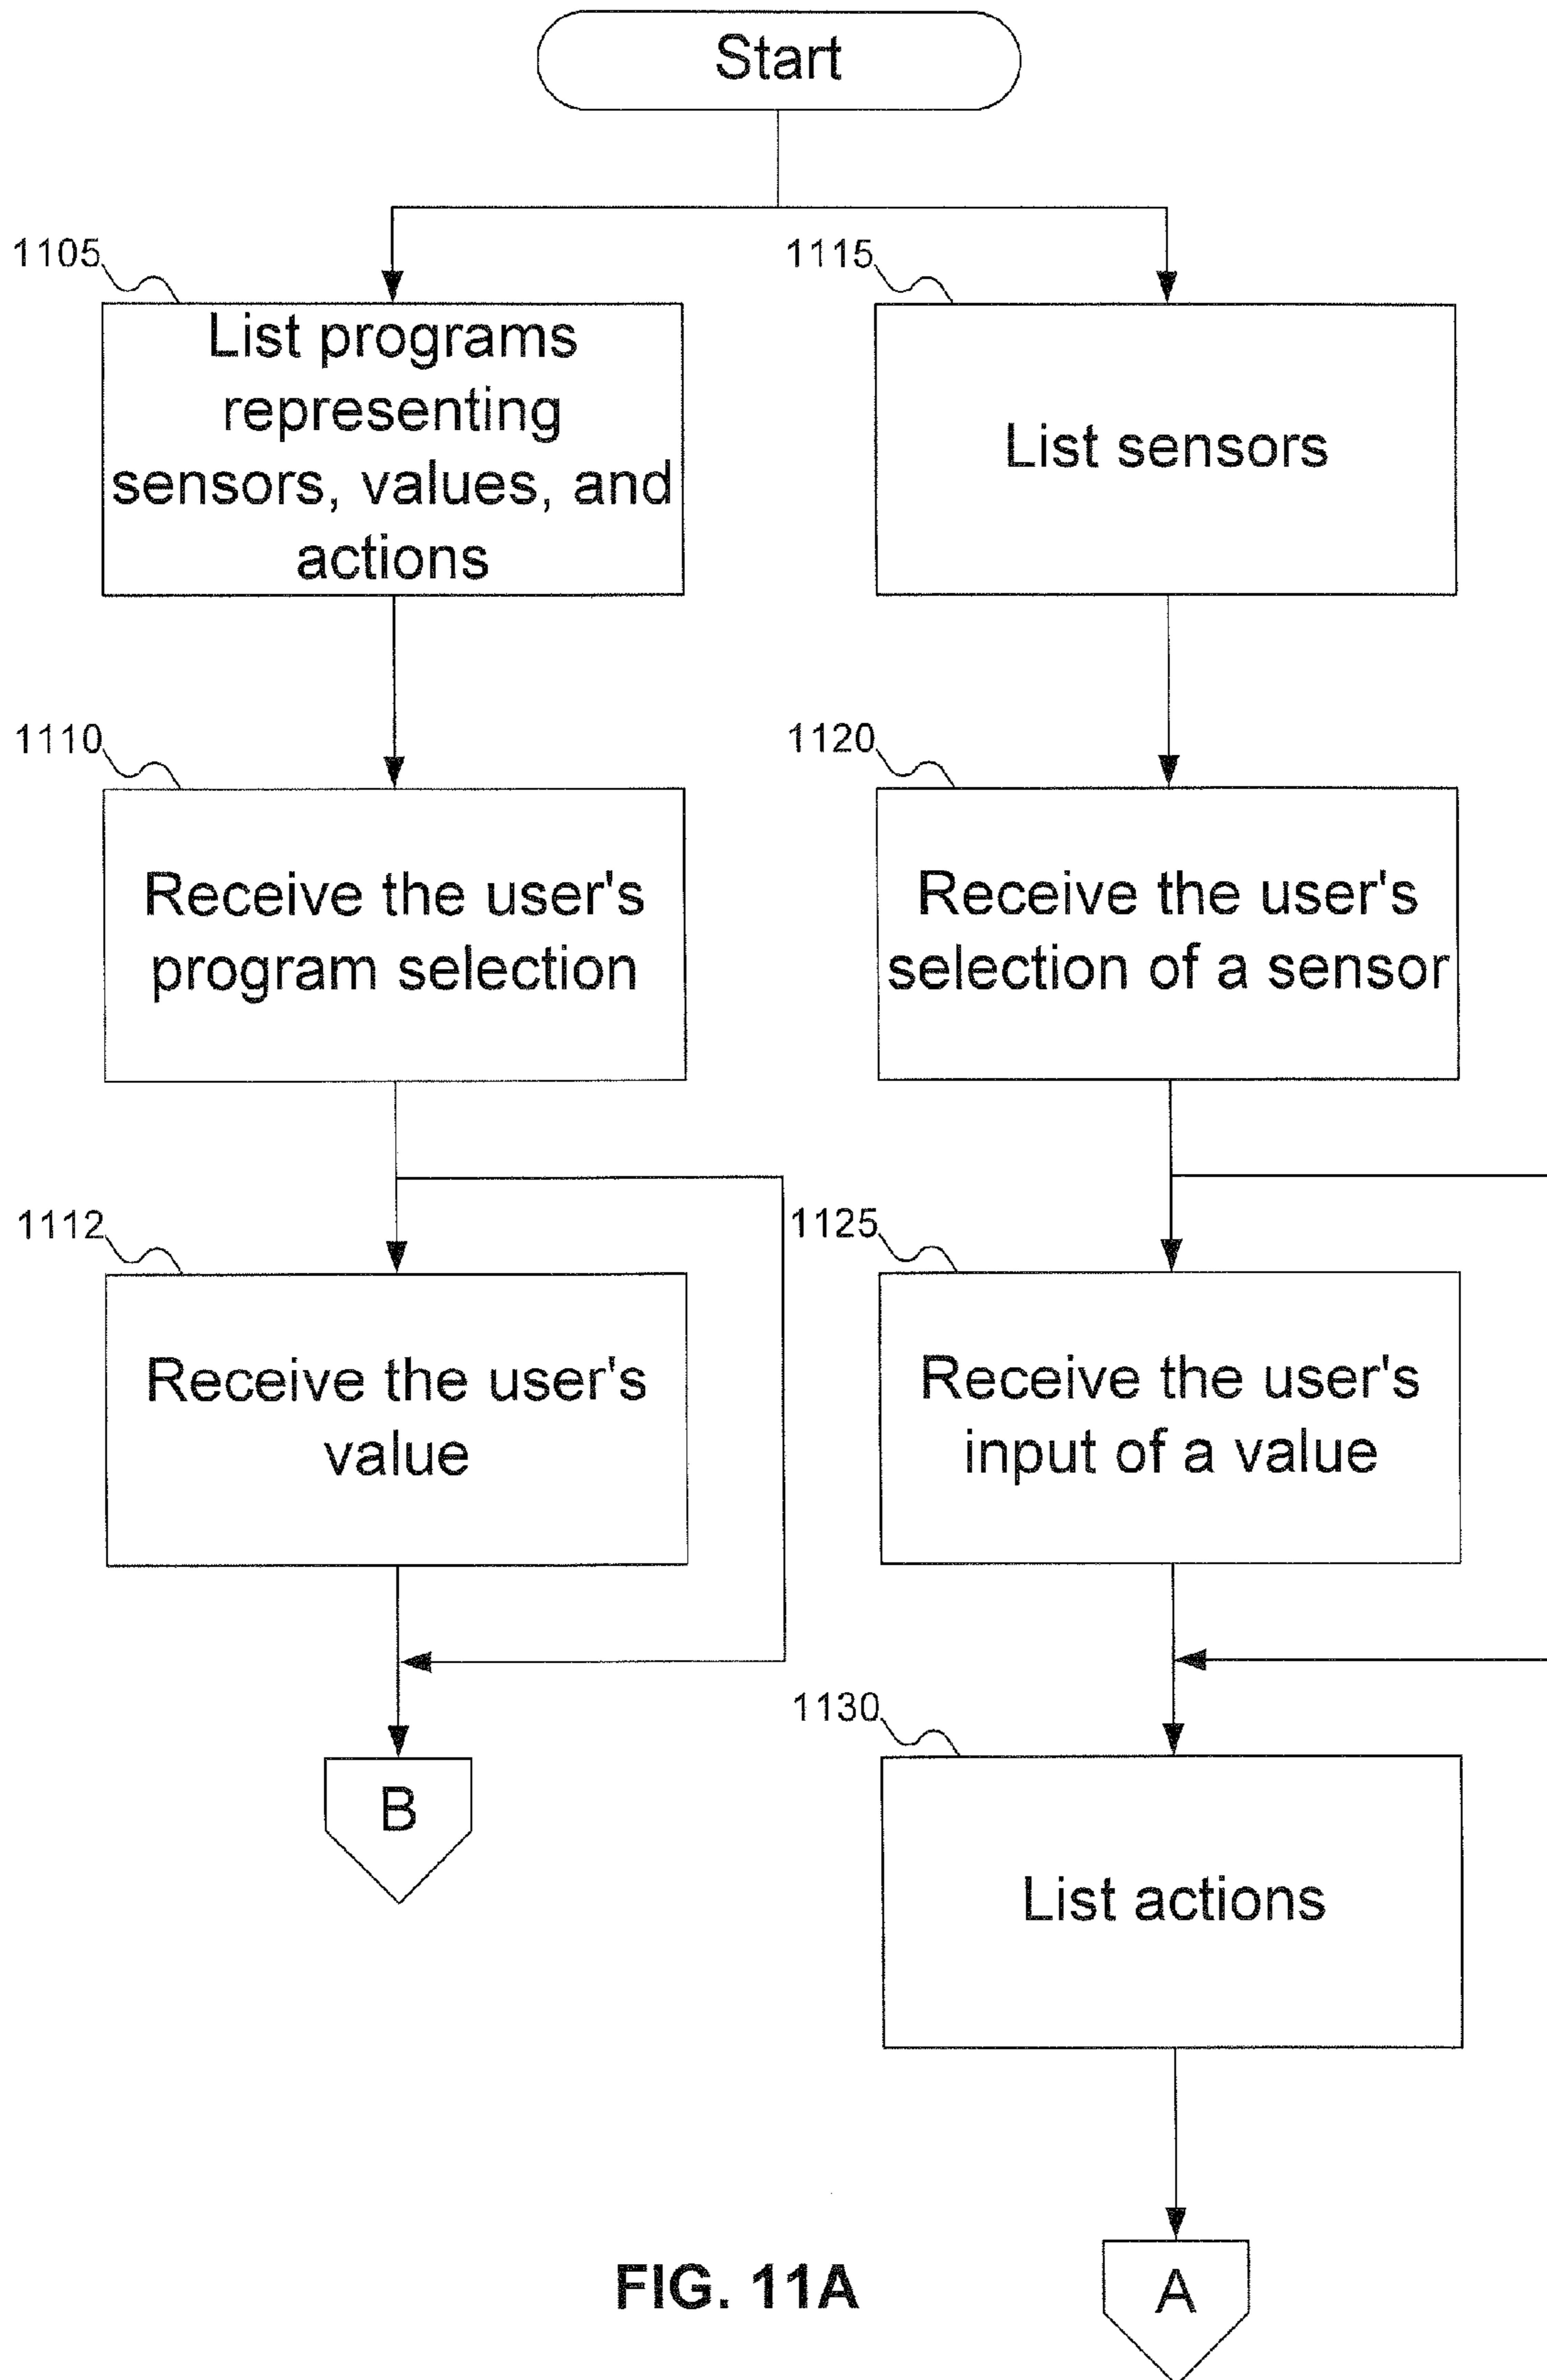 Start
1105
List programs
representing
sensors, values, and
actions
1115
List sensors
1110
Receive the user's
program selection
1120
Receive the user's
selection of a sensor
1112
Receive the user's
value
1125
Receive the user's
input of a value
B
1130
List actions
A
FIG. 11A